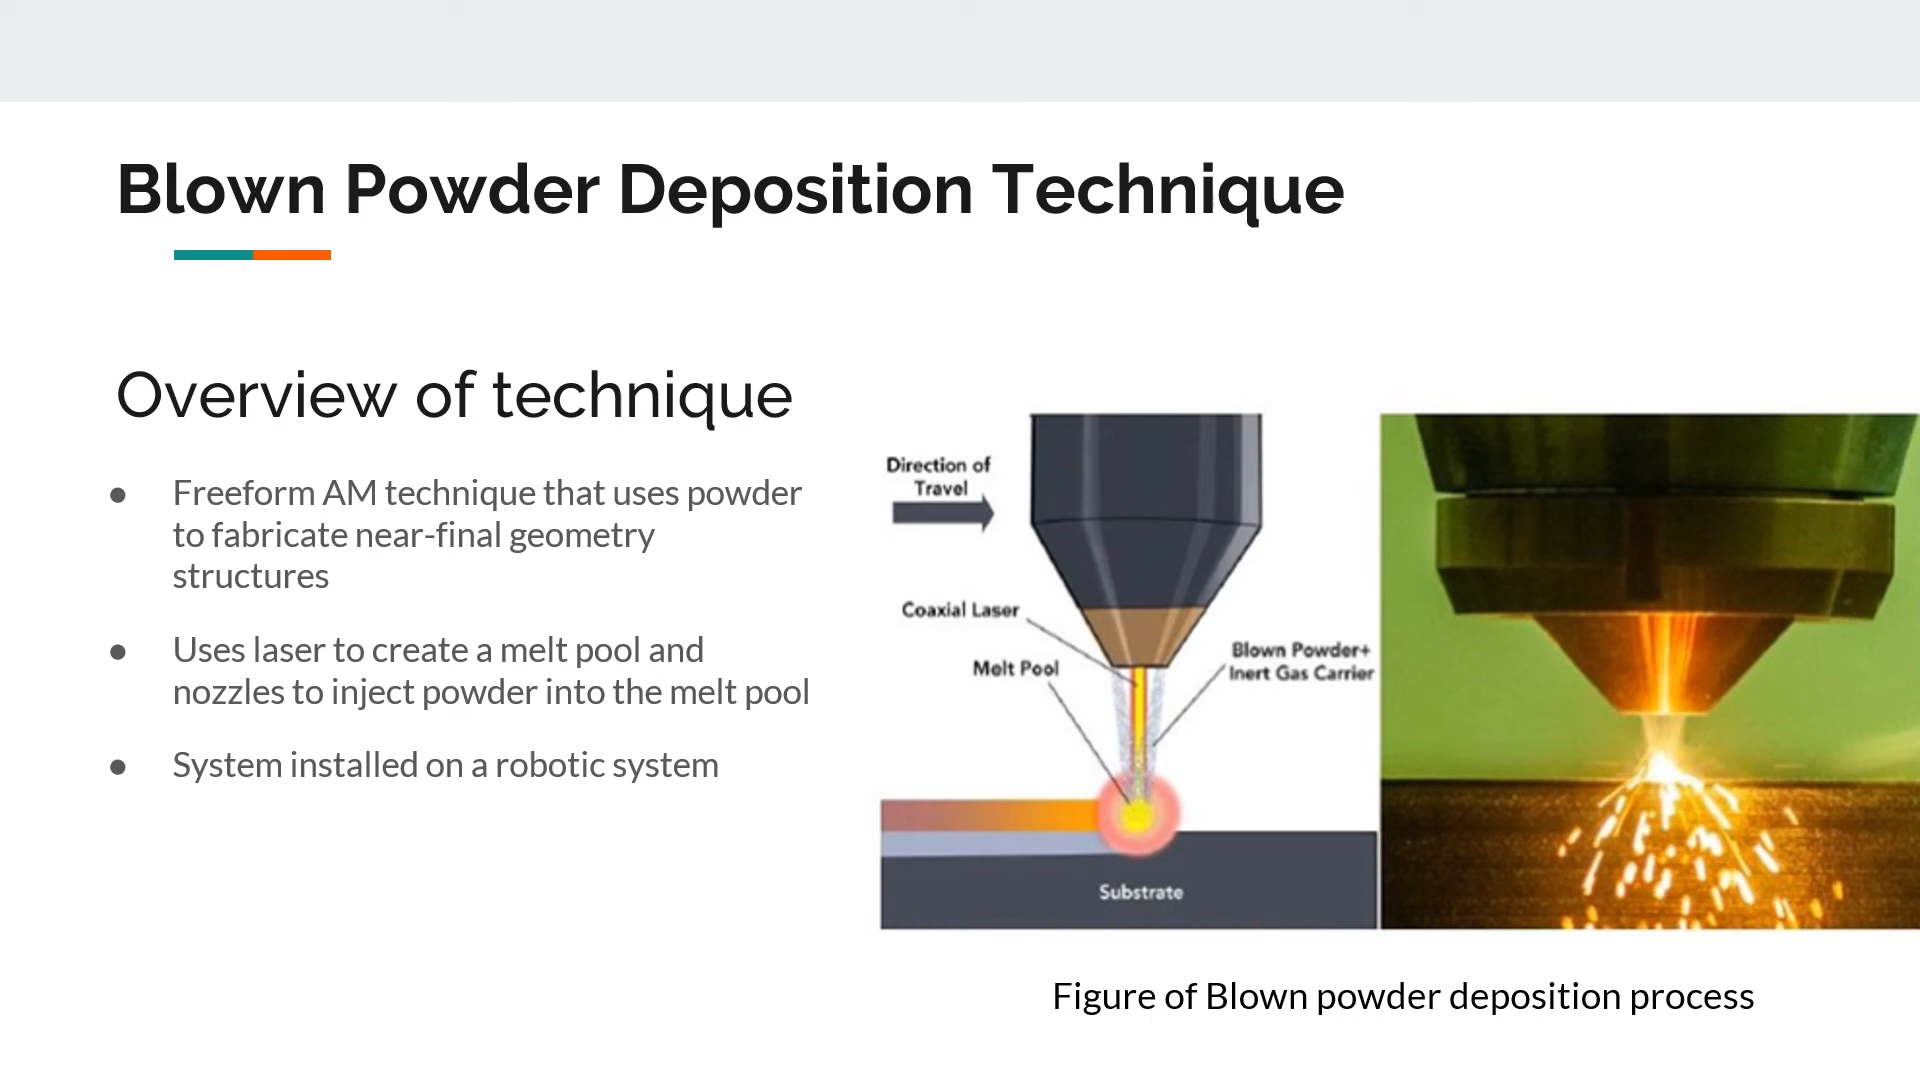 Blown Powder Deposition Technique
Overview of technique
● Freeform AM technique that uses powder
to fabricate near-final geometry
structures
● Uses laser to create a melt pool and
nozzles to inject powder into the melt pool
● System installed on a robotic system
Direction of
Travel
Coaxial Laser
Melt Pool
Blown Powder+
Inert Gas Carrier
Substrate
Figure of Blown powder deposition process